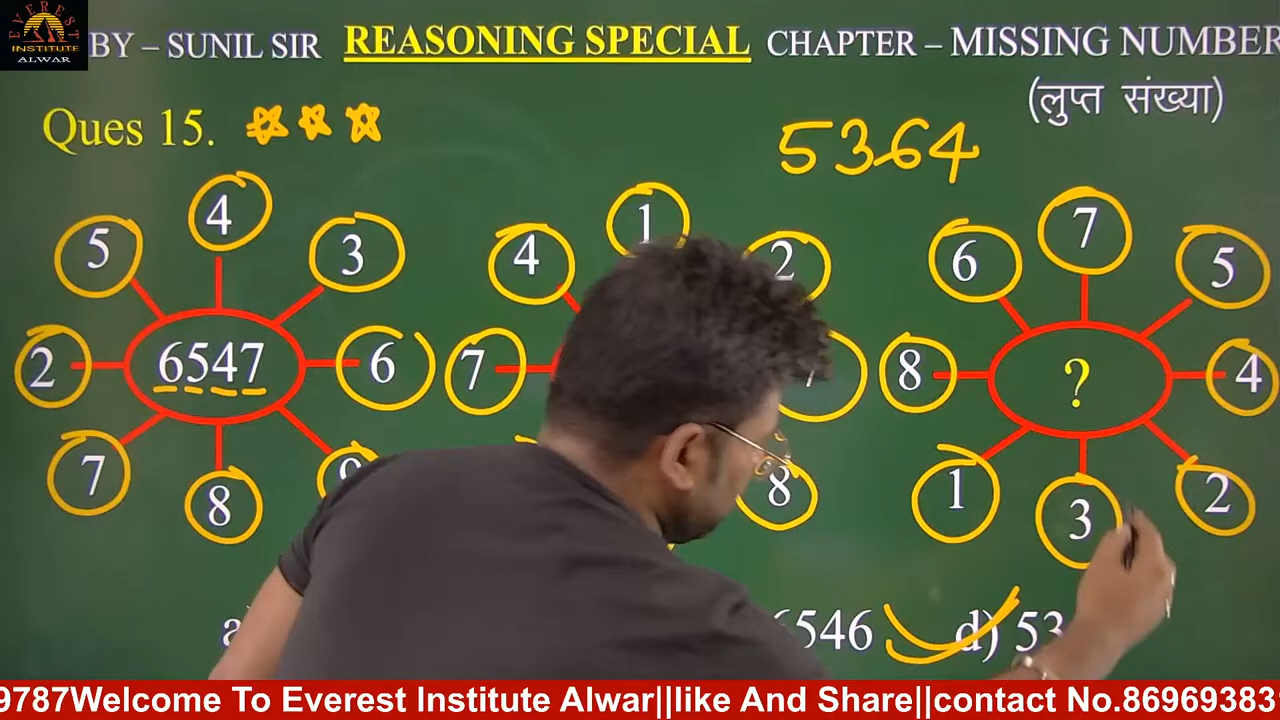 EVEREST
INSTITUTE
ALWAR
BY – SUNIL SIR REASONING SPECIAL CHAPTER – MISSING NUMBER
(लुप्त संख्या)
Ques 15.
5364
4 1 7
5 3 4 2 6 5
2 6547 6 7 8 ? 4
7 8 8 1 3 2
6546 d) 53
9787Welcome To Everest Institute Alwar||like And Share||contact No.8696938